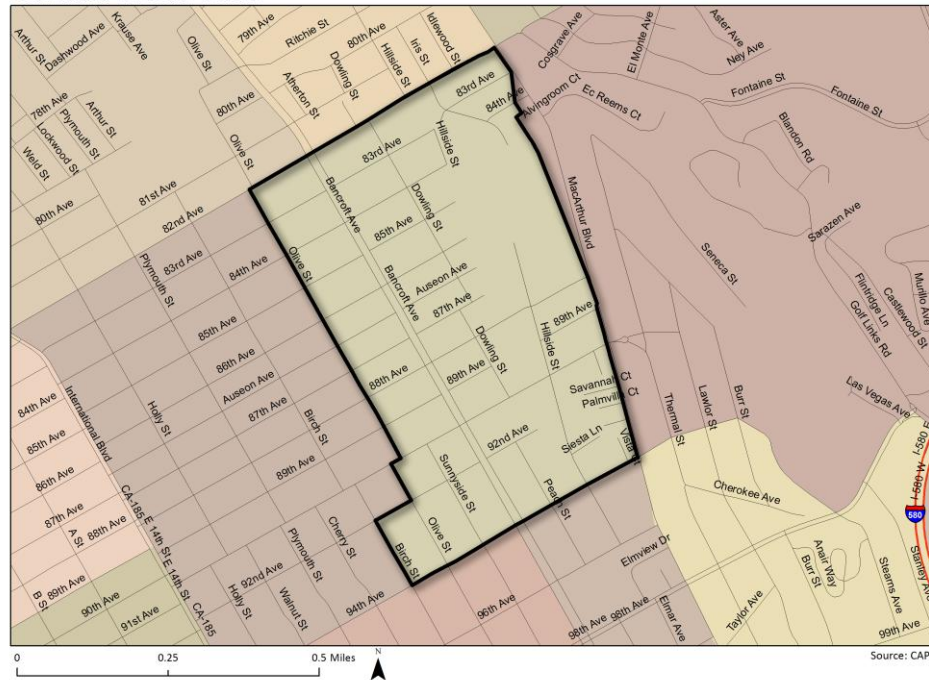 Arthur St
Dashwood Ave
Krause Ave
Olive St
79th Ave
Ritchie St
80th Ave
Idlewood St
Iris St
Hillside St
Dowling St
Atherton St
Cosgrave Ave
El Monte Ave
Aster Ave
Ney Ave
78th Ave
Lockwood St
Plymouth St
Arthur St
Weld St
80th Ave
Olive St
83rd Ave
84th Ave
Alvingroom Ct
Ec Reems Ct
Fontaine St
Fontaine St
Blandon Rd
80th Ave
81st Ave
82nd Ave
83rd Ave
Hillside St
Bancroft Ave
Dowling St
85th Ave
MacArthur Blvd
Sarazen Ave
Seneca St
Plymouth St
83rd Ave
84th Ave
Olive St
Bancroft Ave
Auseon Ave
87th Ave
Flintridge Ln
Golf Links Rd
Castlewood St
Murillo Ave
85th Ave
86th Ave
Auseon Ave
87th Ave
88th Ave
Dowling St
89th Ave
Hillside St
89th Ave
Savannah Ct
Palmville Ct
Las Vegas Ave
84th Ave
85th Ave
86th Ave
87th Ave
88th Ave
A St
B St
89th Ave
International Blvd
Holly St
Birch St
89th Ave
92nd Ave
Siesta Ln
Vista St
Thermal St
Lawlor St
Burr St
I-580 E
I-580 W
580
CA-185
E 14th St
E 14th St
CA-185
Sunnyside St
Olive St
Peach St
Cherokee Ave
Cherry St
Plymouth St
92nd Ave
Holly St
Walnut St
94th Ave
Birch St
96th Ave
Elmview Dr
98th Ave
98th Ave
Elmar Ave
Taylor Ave
Anair Way
Burr St
Stearns Ave
Stanley Ave
99th Ave
90th Ave
91st Ave
0 0.25 0.5 Miles
N
Source: CAP